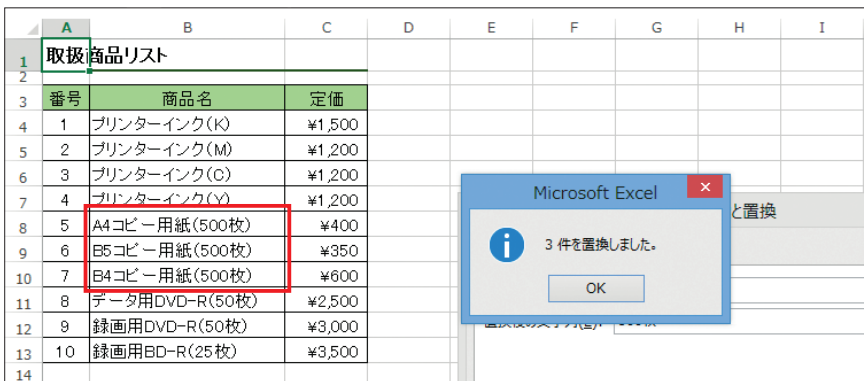 A B C D E F G H I
1 取扱商品リスト
2
3 番号 商品名 定価
4 1 プリンターインク(K) ¥1,500
5 2 プリンターインク(M) ¥1,200
6 3 プリンターインク(C) ¥1,200
7 4 プリンターインク(Y) ¥1,200
8 5 A4コピー用紙(500枚) ¥400
9 6 B5コピー用紙(500枚) ¥350
10 7 B4コピー用紙(500枚) ¥600
11 8 データ用DVD-R(50枚) ¥2,500
12 9 録画用DVD-R(50枚) ¥3,000
13 10 録画用BD-R(25枚) ¥3,500
14
Microsoft Excel
と置換
3 件を置換しました。
OK